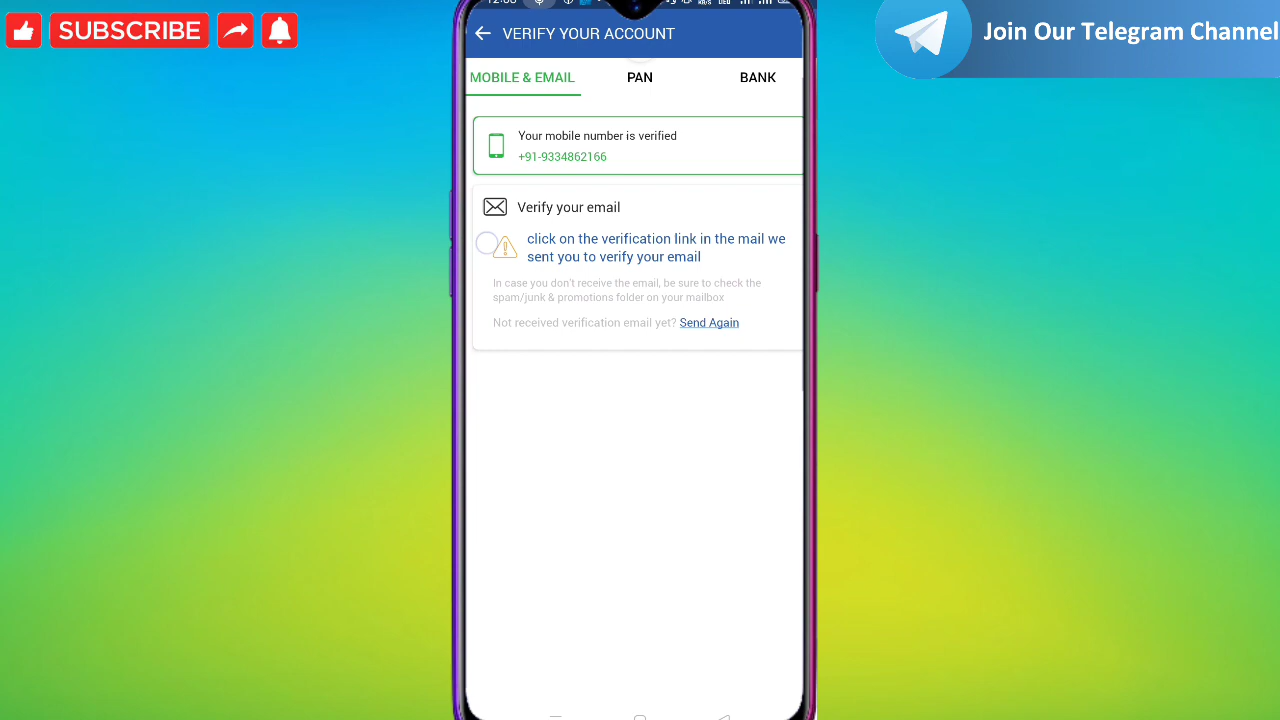 SUBSCRIBE
Join Our Telegram Channel
VERIFY YOUR ACCOUNT
MOBILE & EMAIL PAN BANK
Your mobile number is verified
+91-9334862166
Verify your email
click on the verification link in the mail we
sent you to verify your email
In case you don't receive the email, be sure to check the
spam/junk & promotions folder on your mailbox
Not received verification email yet? Send Again